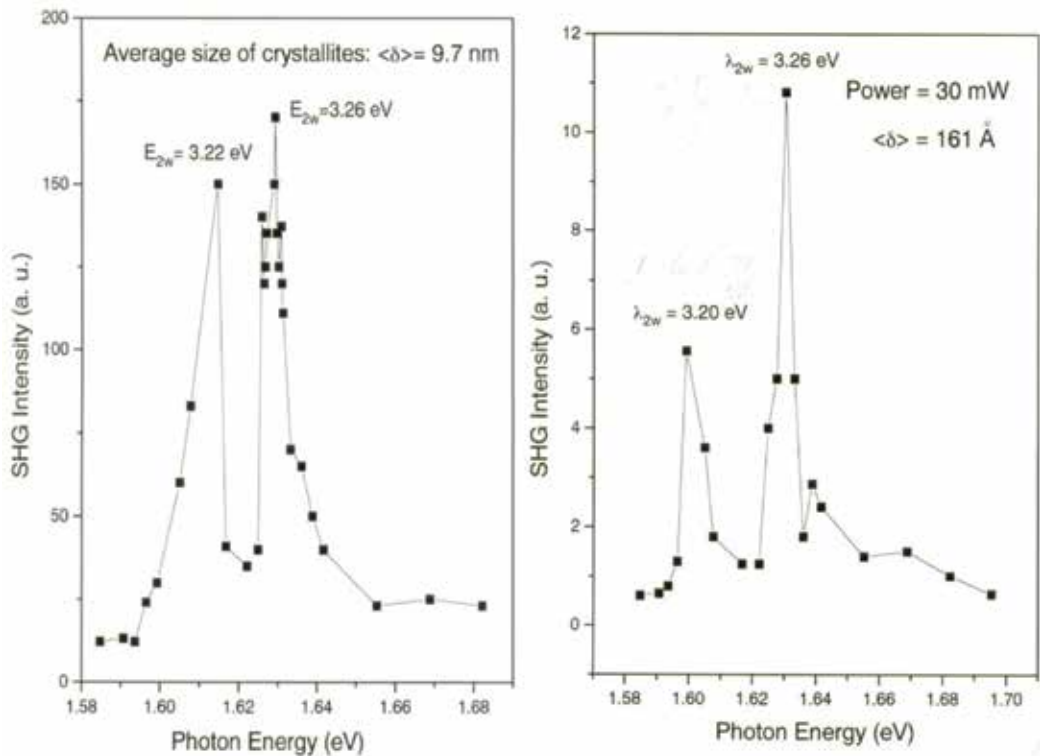 Average size of crystallites: <δ>= 9.7 nm
E2w=3.26 eV
E2w= 3.22 eV
200
150
100
50
0
SHG Intensity (a. u.)
1.58 1.60 1.62 1.64 1.66 1.68
Photon Energy (eV)
λ2w = 3.26 eV
Power = 30 mW
<δ> = 161 Å
λ2w = 3.20 eV
12
10
8
6
4
2
0
SHG Intensity (a. u.)
1.58 1.60 1.62 1.64 1.66 1.68 1.70
Photon Energy (eV)